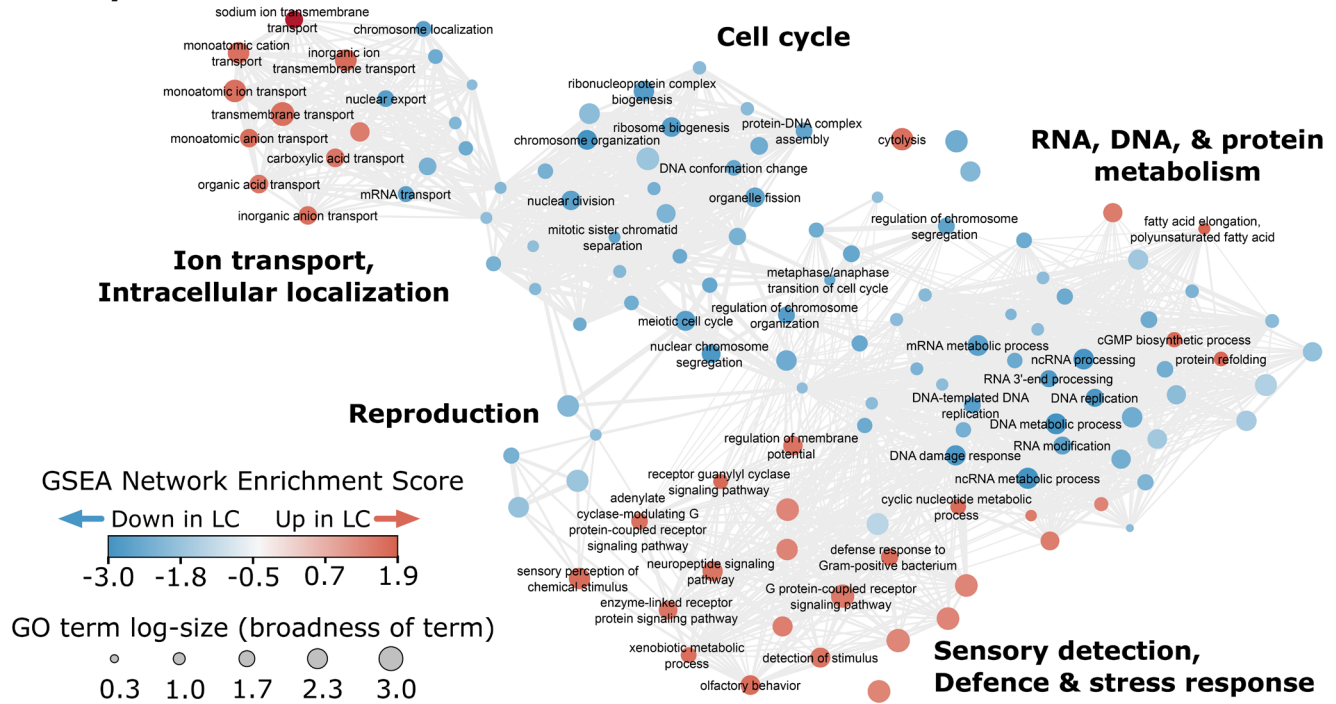 sodium ion transmembrane
transport
chromosome localization
monoatomic cation
transport
inorganic ion
transmembrane transport
monoatomic ion transport
nuclear export
transmembrane transport
monoatomic anion transport
carboxylic acid transport
organic acid transport
mRNA transport
inorganic anion transport
Ion transport,
Intracellular localization
Cell cycle
ribonucleoprotein complex
biogenesis
ribosome biogenesis
protein-DNA complex
assembly
chromosome organization
DNA conformation change
nuclear division
organelle fission
mitotic sister chromatid
separation
cytolysis
RNA, DNA, & protein
metabolism
regulation of chromosome
segregation
fatty acid elongation,
polyunsaturated fatty acid
metaphase/anaphase
transition of cell cycle
regulation of chromosome
organization
meiotic cell cycle
nuclear chromosome
segregation
mRNA metabolic process
cGMP biosynthetic process
ncRNA processing
protein refolding
RNA 3'-end processing
DNA-templated DNA
replication
DNA replication
DNA metabolic process
RNA modification
DNA damage response
ncRNA metabolic process
Reproduction
regulation of membrane
potential
receptor guanylyl cyclase
signaling pathway
adenylate
cyclase-modulating G
protein-coupled receptor
signaling pathway
cyclic nucleotide metabolic
process
defense response to
Gram-positive bacterium
sensory perception of
chemical stimulus
neuropeptide signaling
pathway
G protein-coupled receptor
signaling pathway
enzyme-linked receptor
protein signaling pathway
xenobiotic metabolic
process
detection of stimulus
olfactory behavior
Sensory detection,
Defence & stress response
GSEA Network Enrichment Score
Down in LC Up in LC
-3.0 -1.8 -0.5 0.7 1.9
GO term log-size (broadness of term)
0.3 1.0 1.7 2.3 3.0